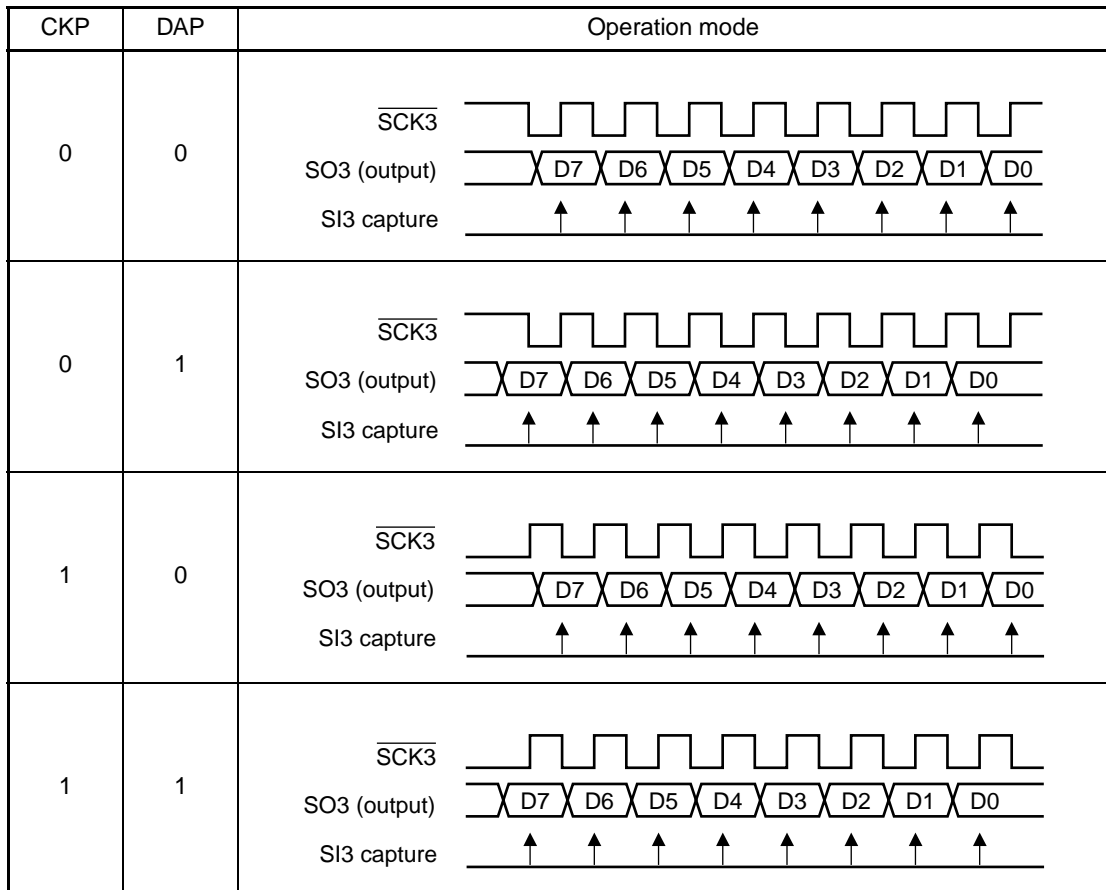 CKP DAP Operation mode
SCK3
0 0 SO3 (output) D7 D6 D5 D4 D3 D2 D1 D0
SI3 capture
SCK3
0 1 SO3 (output) D7 D6 D5 D4 D3 D2 D1 D0
SI3 capture
SCK3
1 0 SO3 (output) D7 D6 D5 D4 D3 D2 D1 D0
SI3 capture
SCK3
1 1 SO3 (output) D7 D6 D5 D4 D3 D2 D1 D0
SI3 capture